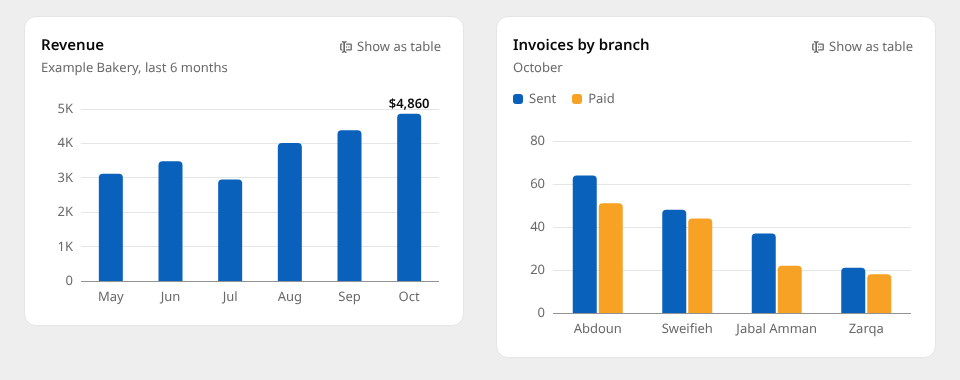 Revenue
Show as table
Example Bakery, last 6 months
$4,860
5K
4K
3K
2K
1K
0
May Jun Jul Aug Sep Oct
Invoices by branch
Show as table
October
Sent Paid
80
60
40
20
0
Abdoun Sweifieh Jabal Amman Zarqa